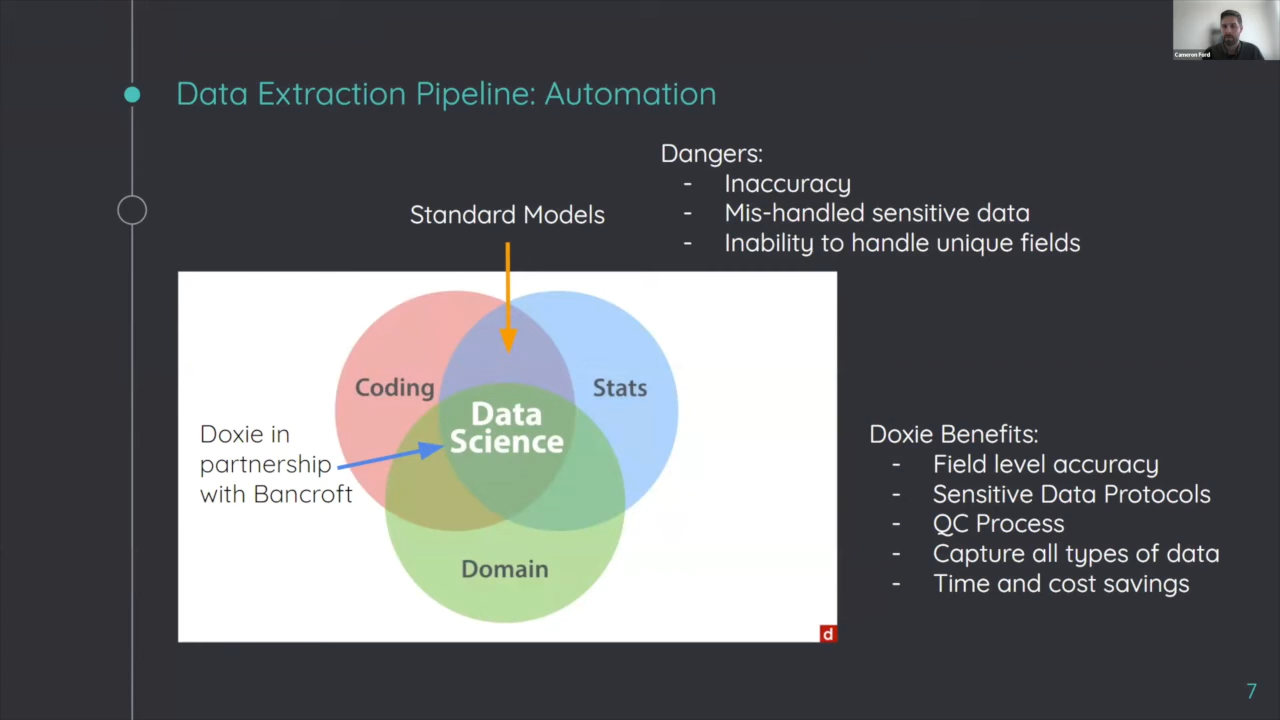 Cameron Ford
Data Extraction Pipeline: Automation
Dangers:
- Inaccuracy
- Mis-handled sensitive data
- Inability to handle unique fields
Standard Models
Coding
Stats
Data
Science
Domain
Doxie in
partnership
with Bancroft
d
Doxie Benefits:
- Field level accuracy
- Sensitive Data Protocols
- QC Process
- Capture all types of data
- Time and cost savings
7